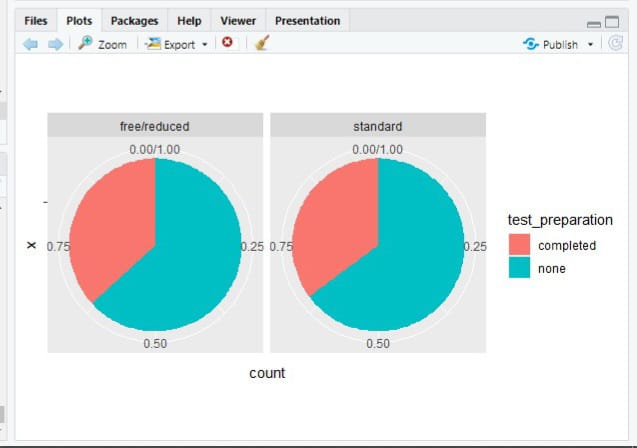 Files Plots Packages Help Viewer Presentation
Zoom Export Publish
free/reduced standard
0.00/1.00 0.00/1.00
test_preparation
x 0.75 0.25 0.75 0.25 completed
none
0.50 0.50
count